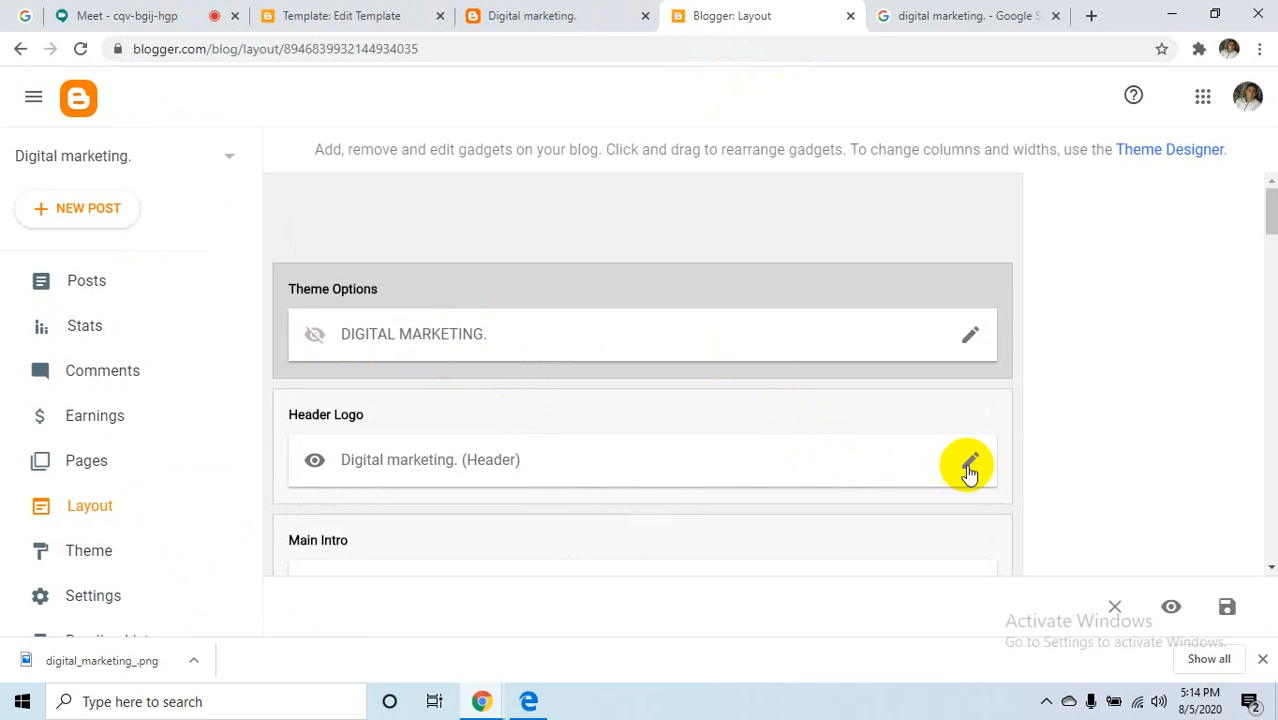 Meet - cqv-bgij-hgp
Template: Edit Template
Digital marketing.
Blogger: Layout
digital marketing. - Google S
blogger.com/blog/layout/8946839932144934035
Digital marketing.
Add, remove and edit gadgets on your blog. Click and drag to rearrange gadgets. To change columns and widths, use the Theme Designer.
NEW POST
Posts
Stats
Comments
Earnings
Pages
Layout
Theme
Settings
Theme Options
DIGITAL MARKETING.
Header Logo
Digital marketing. (Header)
Main Intro
Activate Windows
Go to Settings to activate Windows.
digital_marketing_.png
Show all
Type here to search
5:14 PM
8/5/2020
2